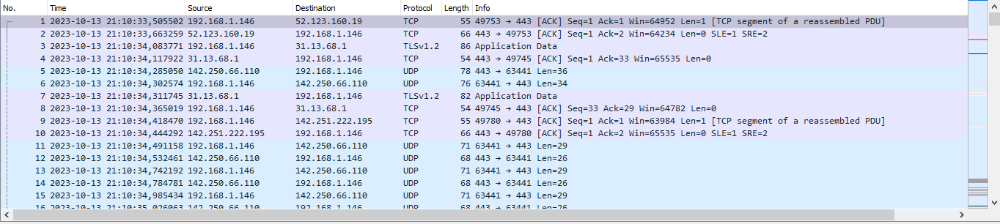 No. Time Source Destination Protocol Length Info
1 2023-10-13 21:10:33,505502 192.168.1.146 52.123.160.19 TCP 55 49753 → 443 [ACK] Seq=1 Ack=1 Win=64952 Len=1 [TCP segment of a reassembled PDU]
2 2023-10-13 21:10:33,663259 52.123.160.19 192.168.1.146 TCP 66 443 → 49753 [ACK] Seq=1 Ack=2 Win=64234 Len=0 SLE=1 SRE=2
3 2023-10-13 21:10:34,083771 192.168.1.146 31.13.68.1 TLSv1.2 86 Application Data
4 2023-10-13 21:10:34,117922 31.13.68.1 192.168.1.146 TCP 54 443 → 49745 [ACK] Seq=1 Ack=33 Win=65535 Len=0
5 2023-10-13 21:10:34,285050 142.250.66.110 192.168.1.146 UDP 78 443 → 63441 Len=36
6 2023-10-13 21:10:34,302574 192.168.1.146 142.250.66.110 UDP 76 63441 → 443 Len=34
7 2023-10-13 21:10:34,311745 31.13.68.1 192.168.1.146 TLSv1.2 82 Application Data
8 2023-10-13 21:10:34,365019 192.168.1.146 31.13.68.1 TCP 54 49745 → 443 [ACK] Seq=33 Ack=29 Win=64782 Len=0
9 2023-10-13 21:10:34,418470 192.168.1.146 142.251.222.195 TCP 55 49780 → 443 [ACK] Seq=1 Ack=1 Win=63984 Len=1 [TCP segment of a reassembled PDU]
10 2023-10-13 21:10:34,444292 142.251.222.195 192.168.1.146 TCP 66 443 → 49780 [ACK] Seq=1 Ack=2 Win=65535 Len=0 SLE=1 SRE=2
11 2023-10-13 21:10:34,491158 192.168.1.146 142.250.66.110 UDP 71 63441 → 443 Len=29
12 2023-10-13 21:10:34,532461 142.250.66.110 192.168.1.146 UDP 68 443 → 63441 Len=26
13 2023-10-13 21:10:34,742192 192.168.1.146 142.250.66.110 UDP 71 63441 → 443 Len=29
14 2023-10-13 21:10:34,784781 142.250.66.110 192.168.1.146 UDP 68 443 → 63441 Len=26
15 2023-10-13 21:10:34,985434 192.168.1.146 142.250.66.110 UDP 71 63441 → 443 Len=29
16 2023-10-13 21:10:35,026063 142.250.66.110 192.168.1.146 UDP 68 443 → 63441 Len=26